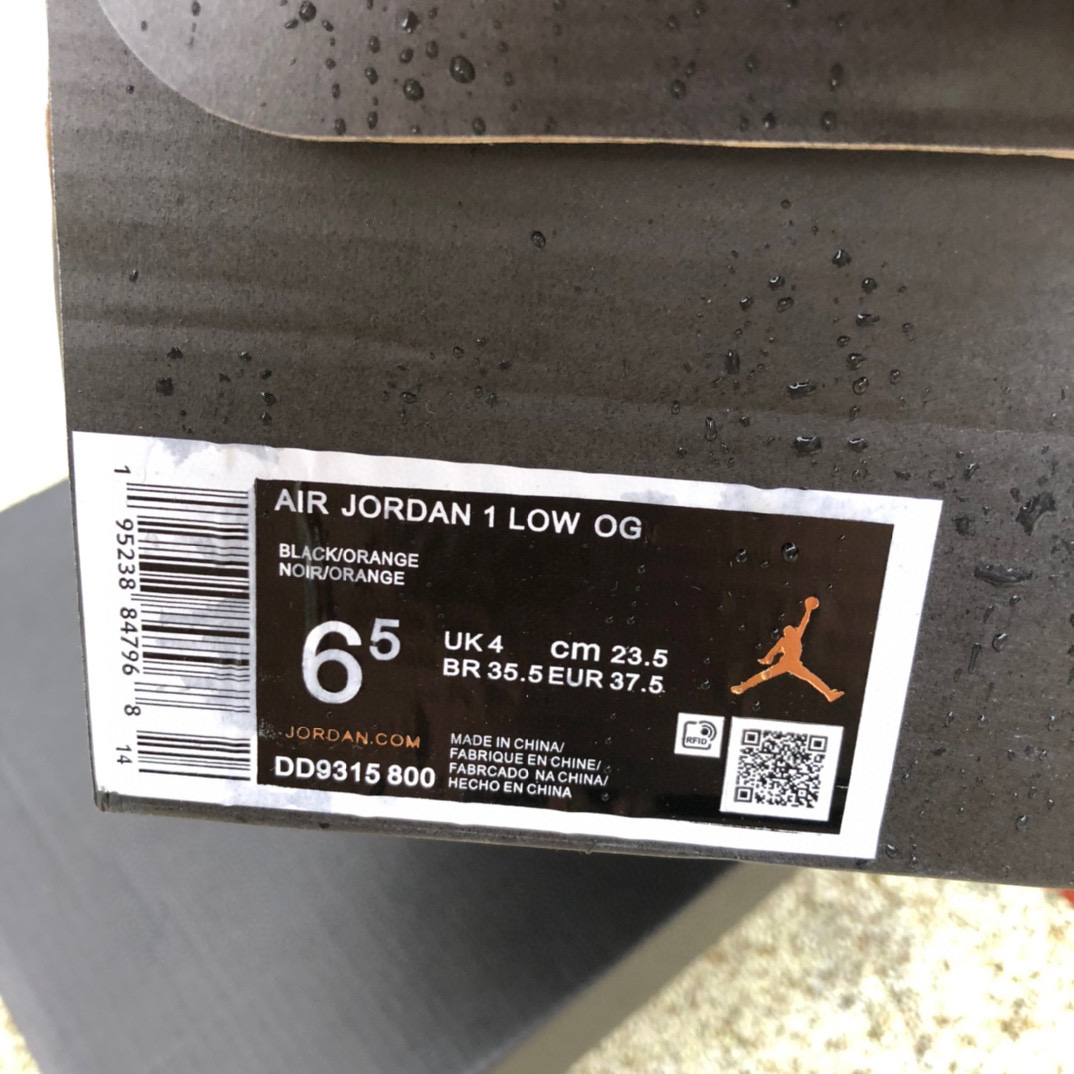 AIR JORDAN 1 LOW OG
BLACK/ORANGE
NOIR/ORANGE
6 5
UK 4 cm 23.5
BR 35.5 EUR 37.5
JORDAN.COM
DD9315 800
MADE IN CHINA/
FABRIQUE EN CHINE/
FABRCADO NA CHINA/
HECHO EN CHINA
RFID
1 95238 84796 8 14